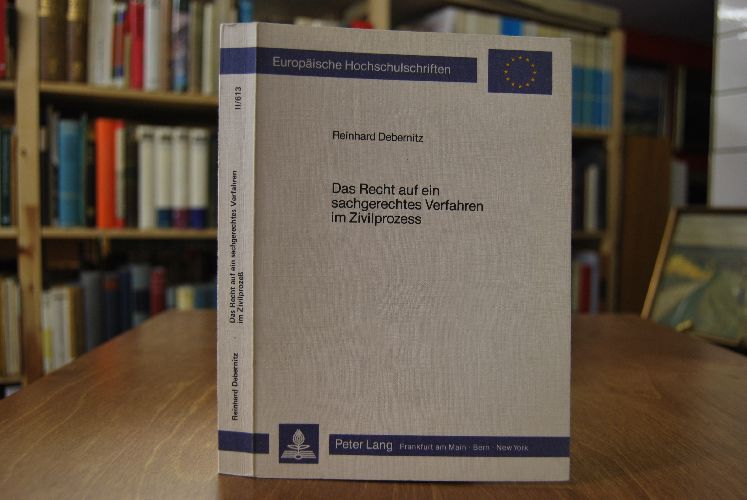 Europäische Hochschulschriften
Reinhard Debernitz
Das Recht auf ein
sachgerechtes Verfahren
im Zivilprozess
Peter Lang Frankfurt am Main · Bern · New York
II/613
Reinhard Debernitz · Das Recht auf ein sachgerechtes Verfahren
im Zivilprozeß